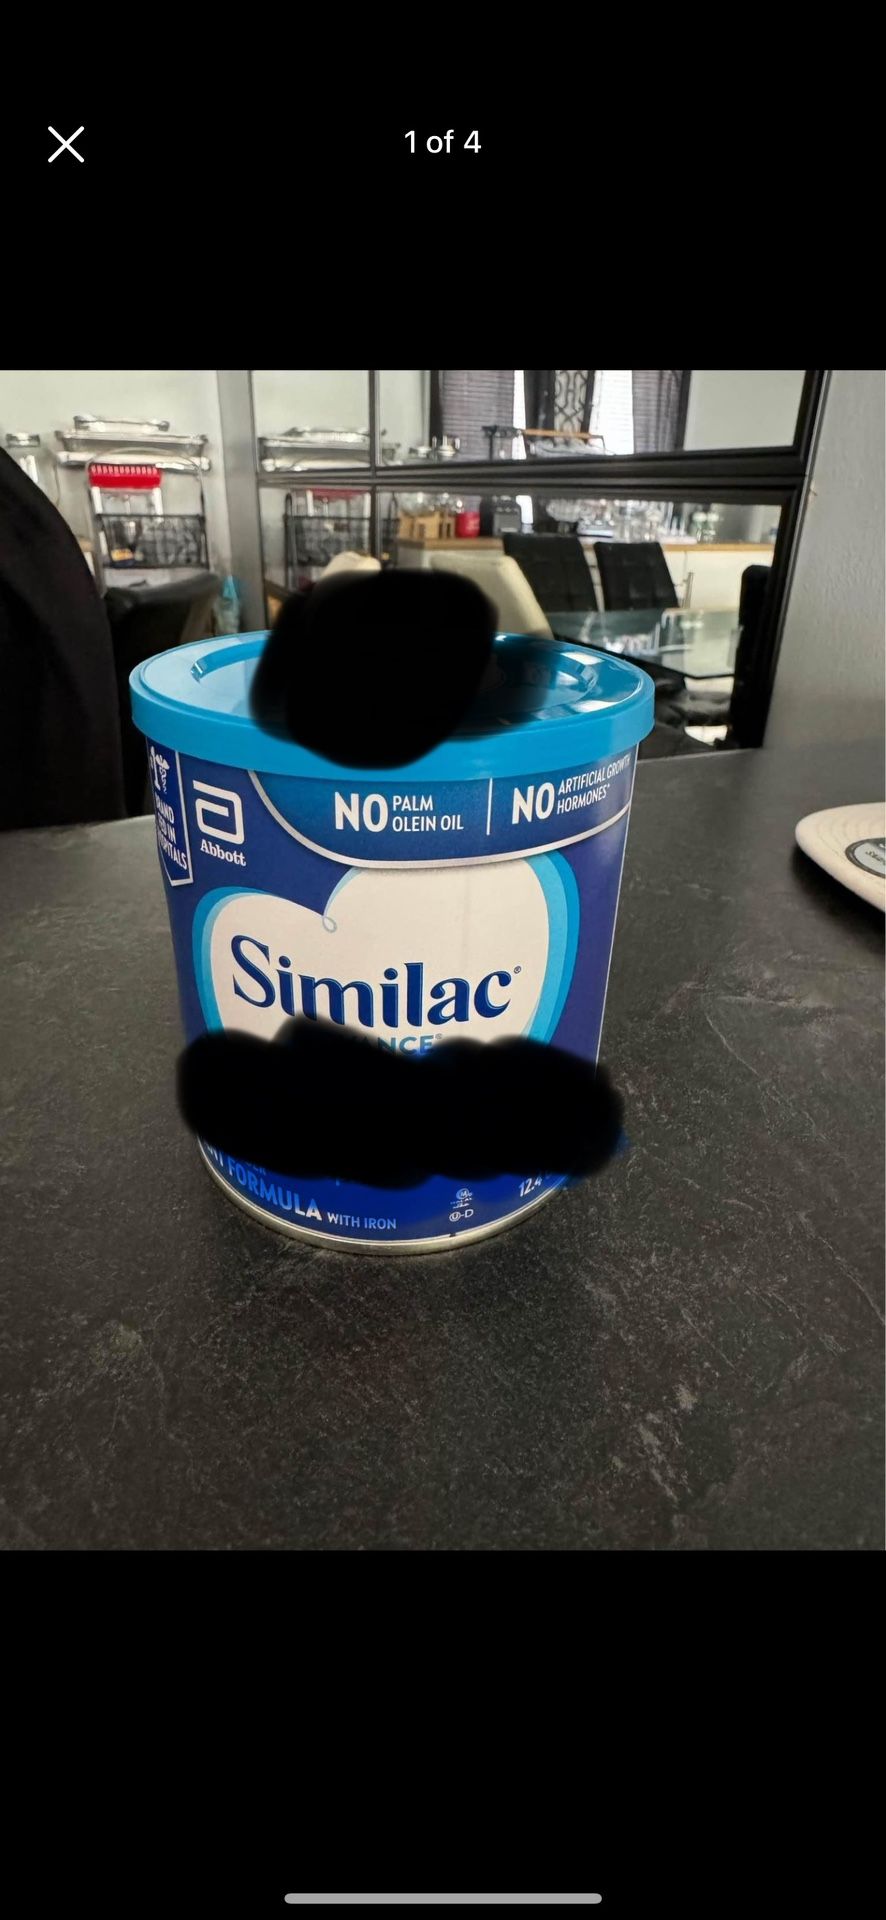 1 of 4
NO PALM
OLEIN OIL
NO ARTIFICIAL GROWTH
HORMONES*
Abbott
Similac®
FORMULA WITH IRON
U-D